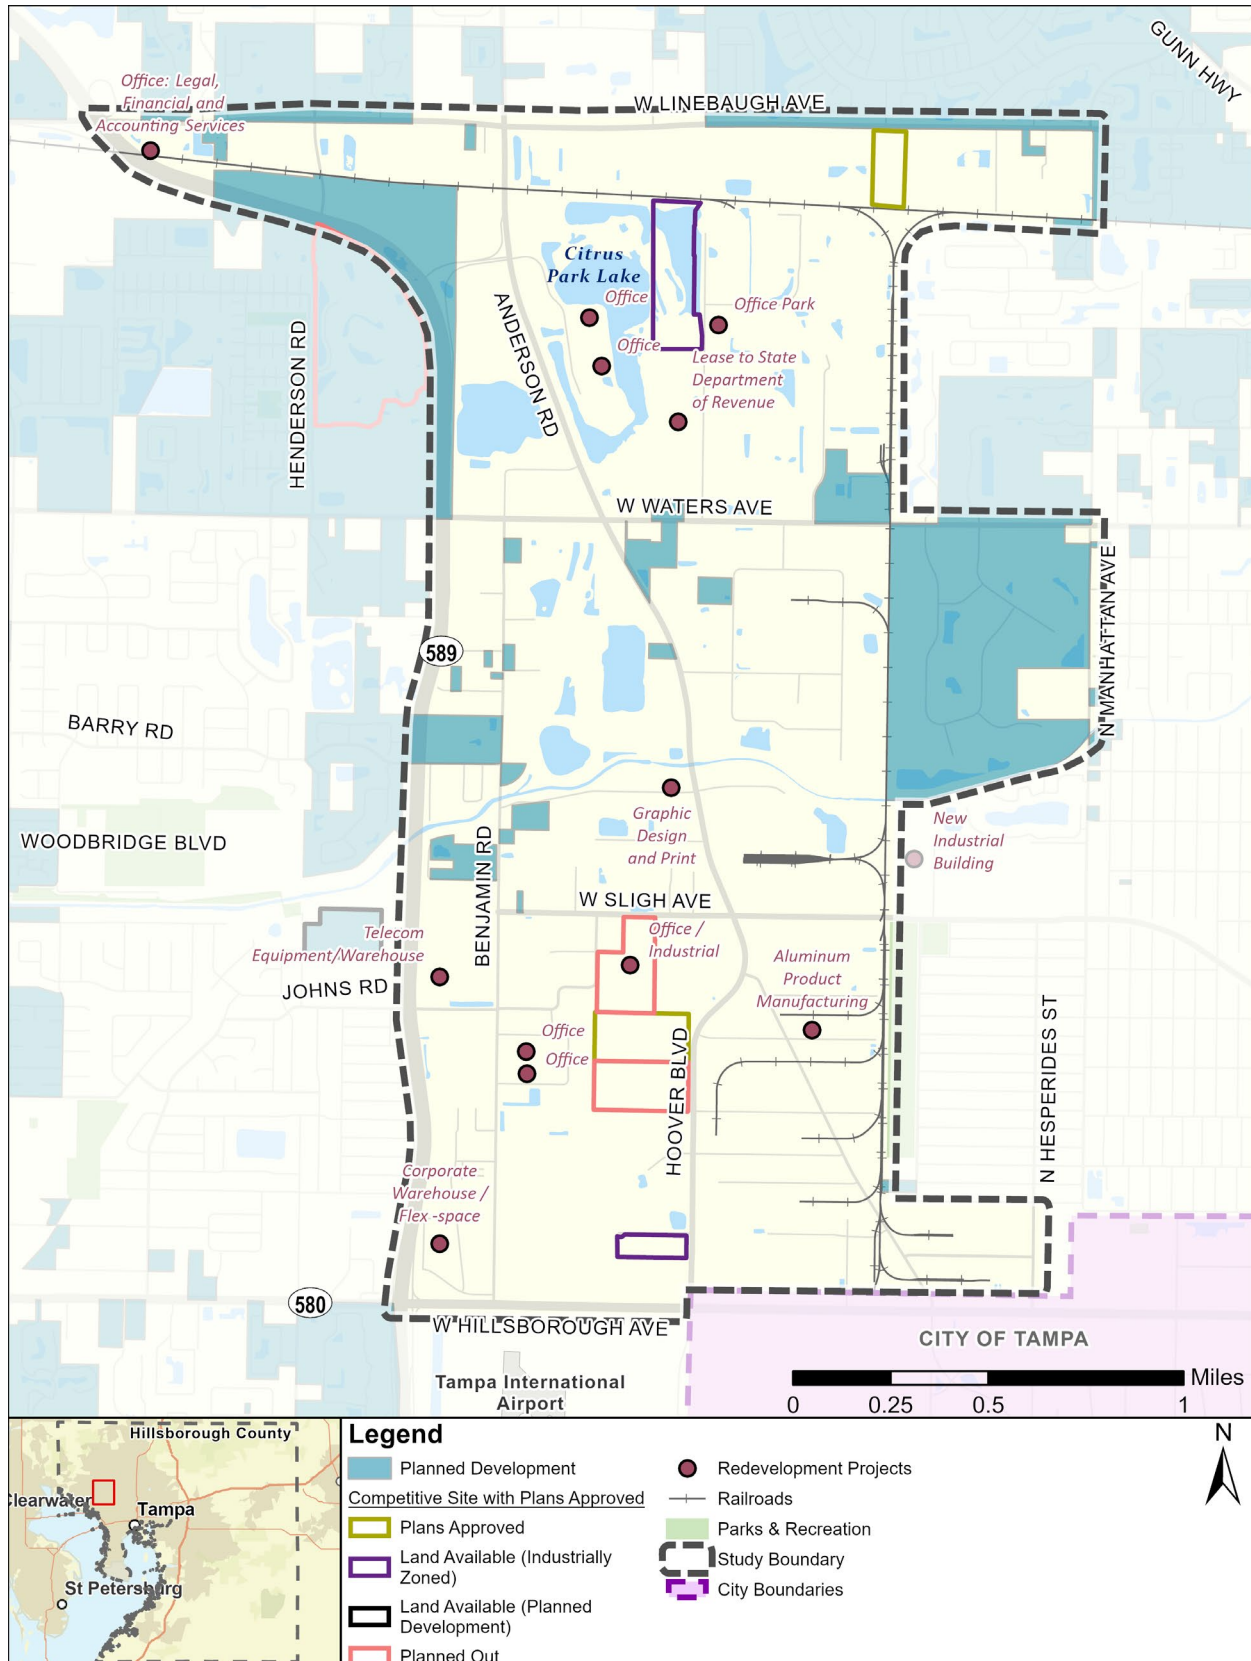 GUNN HWY
Office: Legal,
Financial, and
Accounting Services
W LINEBAUGH AVE
Citrus
Park Lake
Office
Office Park
Office
Lease to State
Department
of Revenue
HENDERSON RD
ANDERSON RD
W WATERS AVE
N MANHATTAN AVE
589
BARRY RD
WOODBRIDGE BLVD
Graphic
Design
and Print
New
Industrial
Building
BENJAMIN RD
W SLIGH AVE
Office /
Industrial
Telecom
Equipment/Warehouse
JOHNS RD
Aluminum
Product
Manufacturing
Office
Office
HOOVER BLVD
N HESPERIDES ST
Corporate
Warehouse /
Flex -space
580
W HILLSBOROUGH AVE
CITY OF TAMPA
Tampa International
Airport
Miles
0 0.25 0.5 1
Hillsborough County
Clearwater
Tampa
St Petersburg
Legend
Planned Development
Competitive Site with Plans Approved
Plans Approved
Land Available (Industrially
Zoned)
Land Available (Planned
Development)
Planned Out
Redevelopment Projects
Railroads
Parks & Recreation
Study Boundary
City Boundaries
N